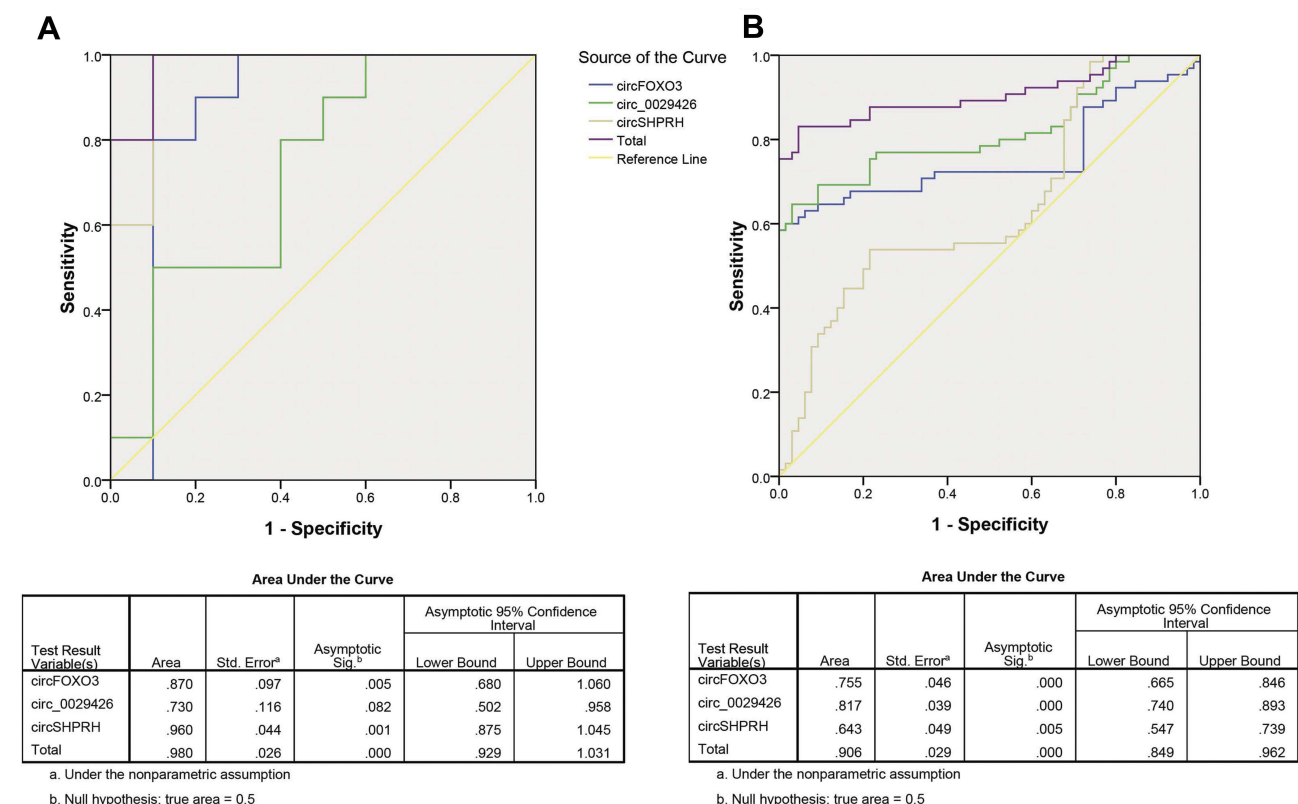 A
1.0
0.8
0.6
0.4
0.2
0.0
0.0 0.2 0.4 0.6 0.8 1.0
Sensitivity
1 - Specificity
Source of the Curve
circFOXO3
circ_0029426
circSHPRH
Total
Reference Line
B
1.0
0.8
0.6
0.4
0.2
0.0
0.0 0.2 0.4 0.6 0.8 1.0
Sensitivity
1 - Specificity
Area Under the Curve
Asymptotic 95% Confidence
Interval
Test Result
Variable(s) Area Std. Errorᵃ Asymptotic
Sig.ᵇ Lower Bound Upper Bound
circFOXO3 .870 .097 .005 .680 1.060
circ_0029426 .730 .116 .082 .502 .958
circSHPRH .960 .044 .001 .875 1.045
Total .980 .026 .000 .929 1.031
a. Under the nonparametric assumption
b. Null hypothesis: true area = 0.5
Area Under the Curve
Asymptotic 95% Confidence
Interval
Test Result
Variable(s) Area Std. Errorᵃ Asymptotic
Sig.ᵇ Lower Bound Upper Bound
circFOXO3 .755 .046 .000 .665 .846
circ_0029426 .817 .039 .000 .740 .893
circSHPRH .643 .049 .005 .547 .739
Total .906 .029 .000 .849 .962
a. Under the nonparametric assumption
b. Null hypothesis: true area = 0.5